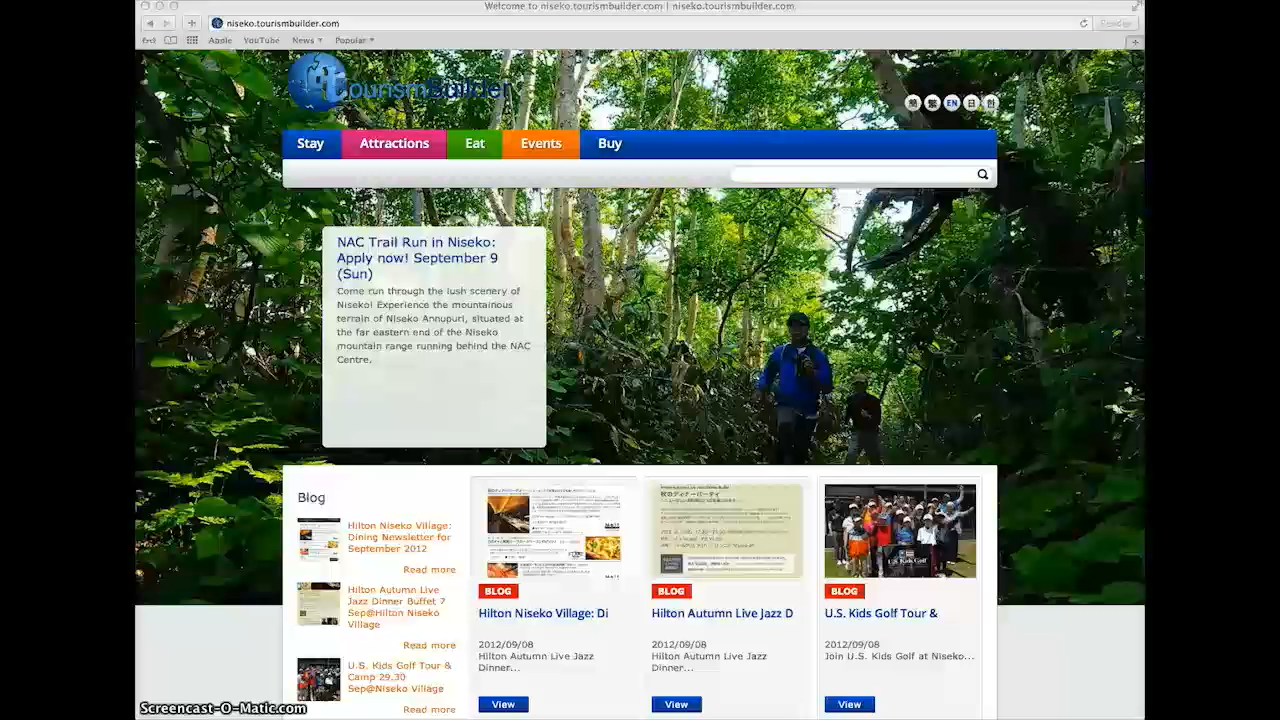 Welcome to niseko.tourismbuilder.com | niseko.tourismbuilder.com
niseko.tourismbuilder.com
Reader
Apple YouTube News Popular
TourismBuilder
簡 繁 EN 日 한
Stay Attractions Eat Events Buy
NAC Trail Run in Niseko:
Apply now! September 9
(Sun)
Come run through the lush scenery of
Niseko! Experience the mountainous
terrain of Niseko Annupuri, situated at
the far eastern end of the Niseko
mountain range running behind the NAC
Centre.
Blog
Hilton Niseko Village:
Dining Newsletter for
September 2012
Read more
Hilton Autumn Live
Jazz Dinner Buffet 7
Sep@Hilton Niseko
Village
Read more
U.S. Kids Golf Tour &
Camp 29,30
Sep@Niseko Village
Read more
BLOG
Hilton Niseko Village: Di
2012/09/08
Hilton Autumn Live Jazz
Dinner...
View
BLOG
Hilton Autumn Live Jazz D
2012/09/08
Hilton Autumn Live Jazz
Dinner...
View
U.S. Kids Golf
BLOG
U.S. Kids Golf Tour &
2012/09/08
Join U.S. Kids Golf at Niseko...
View
Screencast-O-Matic.com